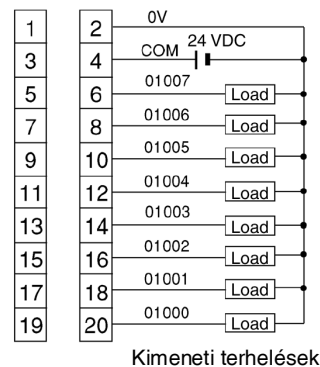 0V
1 2
24 VDC
3 4 COM
5 6 01007 Load
7 8 01006 Load
9 10 01005 Load
11 12 01004 Load
13 14 01003 Load
15 16 01002 Load
17 18 01001 Load
19 20 01000 Load
Kimeneti terhelések